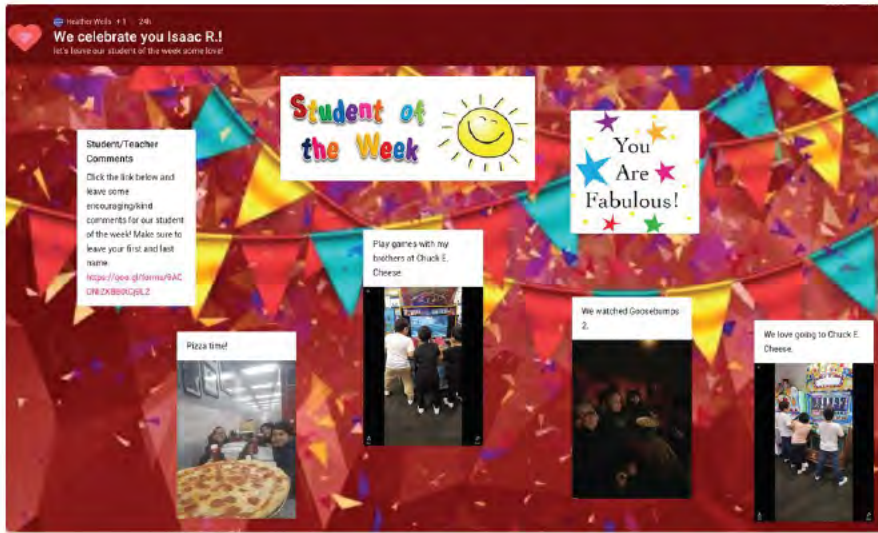 Heather Wells +1 24h
We celebrate you Isaac R.!
let's leave our student of the week some love!
Student of
the Week
You
Are
Fabulous!
Student/Teacher
Comments
Click the link below and
leave some
encouraging/kind
comments for our student
of the week! Make sure to
leave your first and last
name.
Play games with my
brothers at Chuck E.
Cheese.
We watched Goosebumps
2.
We love going to Chuck E.
Cheese.
Pizza time!